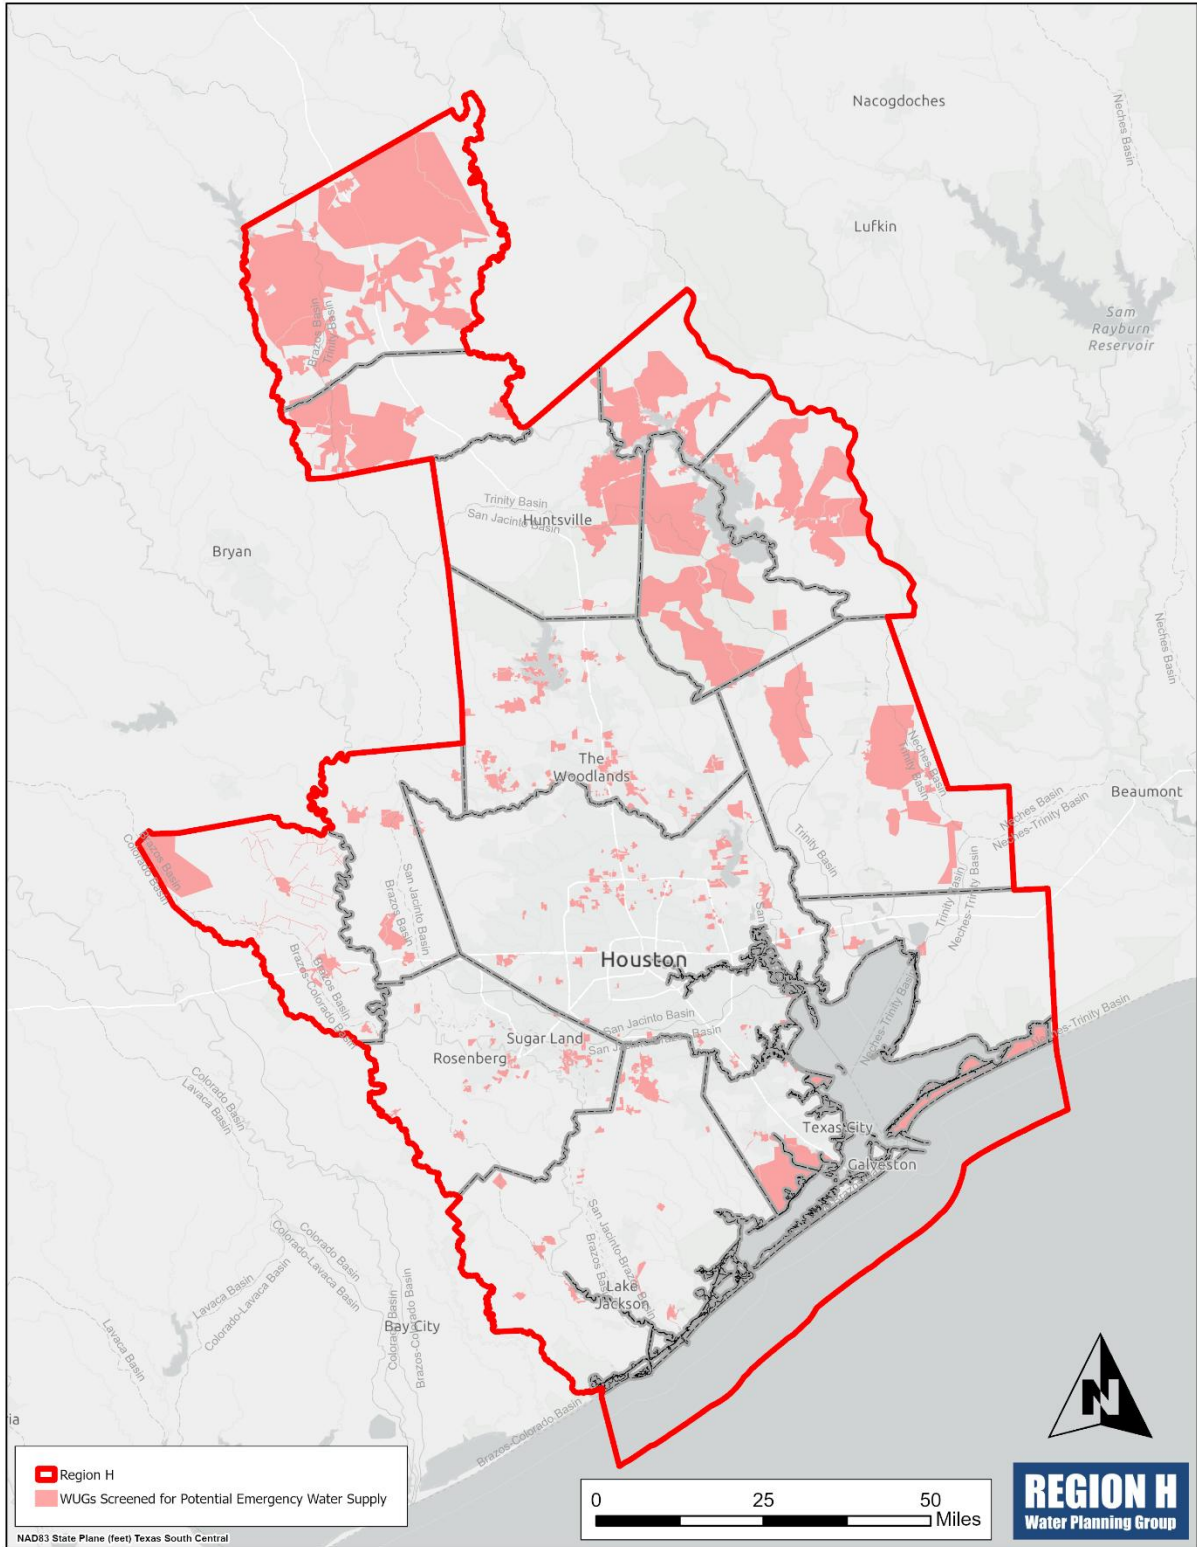 Nacogdoches
Neches Basin
Lufkin
Sam
Rayburn
Reservoir
Brazos Basin
Trinity Basin
Trinity Basin
San Jacinto Basin
Huntsville
Bryan
Neches Basin
The
Woodlands
Neches Basin
Trinity Basin
Beaumont
Neches Basin
Neches-Trinity Basin
Brazos Basin
Colorado Basin
Trinity Basin
San Jacinto Basin
Brazos Basin
Trinity Basin
Neches-Trinity Basin
Houston
Brazos Basin
Brazos-Colorado Basin
Neches-Trinity Basin
Neches-Trinity Basin
San Jacinto Basin
Sugar Land
Rosenberg
Colorado Basin
Lavaca Basin
Texas City
Galveston
San Jacinto-Brazos Basin
Brazos Basin
Colorado Basin
Colorado-Lavaca Basin
Lavaca Basin
Colorado-Lavaca Basin
Lavaca Basin
Lake
Jackson
Bay City
Colorado Basin
Brazos-Colorado Basin
ia
Brazos-Colorado Basin
N
Region H
WUGs Screened for Potential Emergency Water Supply
0 25 50
Miles
REGION H
Water Planning Group
NAD83 State Plane (feet) Texas South Central